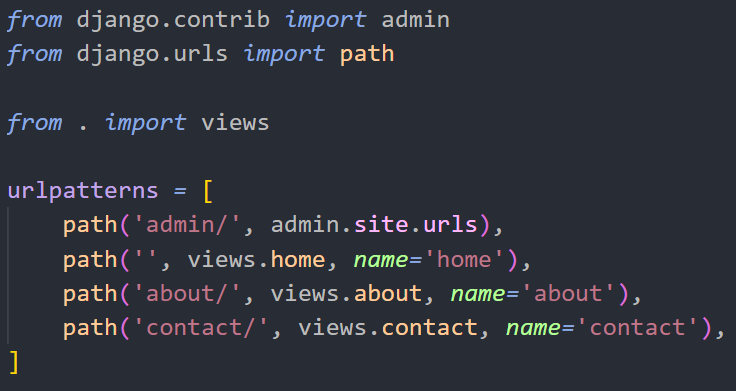 from django.contrib import admin
from django.urls import path

from . import views

urlpatterns = [
    path('admin/', admin.site.urls),
    path('', views.home, name='home'),
    path('about/', views.about, name='about'),
    path('contact/', views.contact, name='contact'),
]